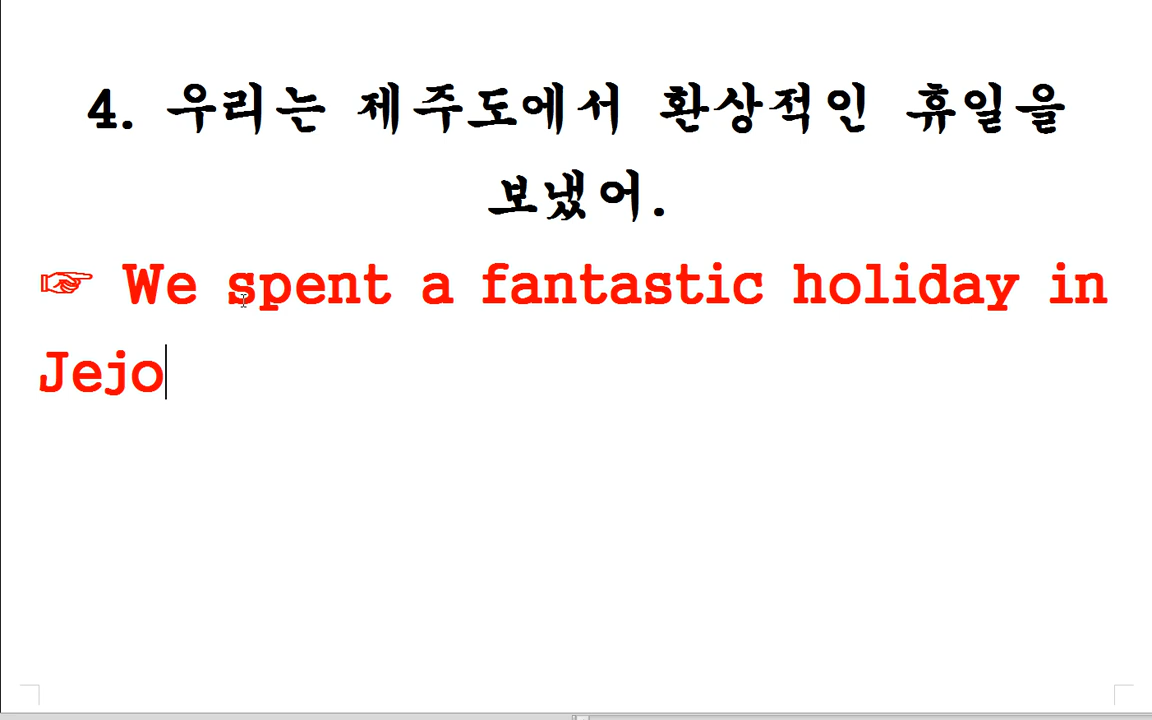 4. 우리는 제주도에서 환상적인 휴일을
보냈어.
☞ We spent a fantastic holiday in
Jejo